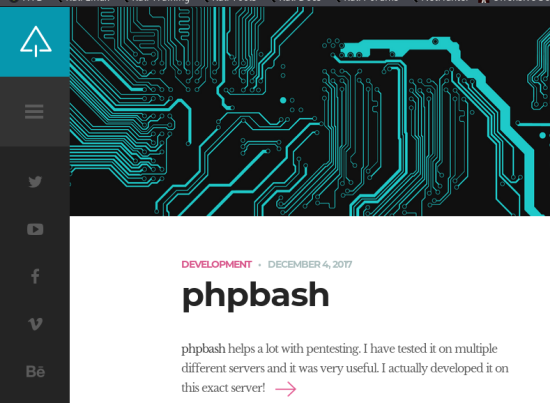 DEVELOPMENT • DECEMBER 4, 2017
phpbash
phpbash helps a lot with pentesting. I have tested it on multiple
different servers and it was very useful. I actually developed it on
this exact server!
Bē